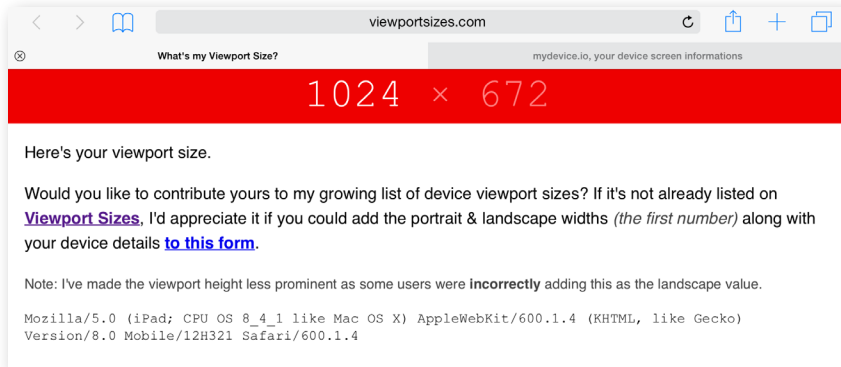 viewportsizes.com
What's my Viewport Size?
mydevice.io, your device screen informations
1024 × 672
Here's your viewport size.
Would you like to contribute yours to my growing list of device viewport sizes? If it's not already listed on
Viewport Sizes, I'd appreciate it if you could add the portrait & landscape widths (the first number) along with
your device details to this form.
Note: I've made the viewport height less prominent as some users were incorrectly adding this as the landscape value.
Mozilla/5.0 (iPad; CPU OS 8_4_1 like Mac OS X) AppleWebKit/600.1.4 (KHTML, like Gecko)
Version/8.0 Mobile/12H321 Safari/600.1.4